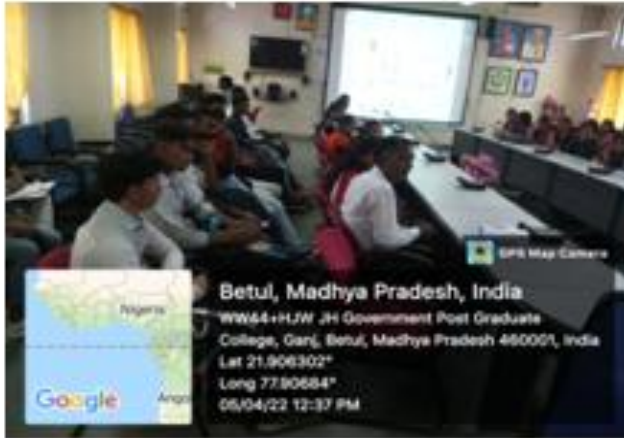 GPS Map Camera
Betul, Madhya Pradesh, India
WW44+HJW JH Government Post Graduate
College, Ganj, Betul, Madhya Pradesh 460001, India
Lat 21.906302°
Long 77.90684°
05/04/22 12:37 PM
Nigeria
Ango
Google